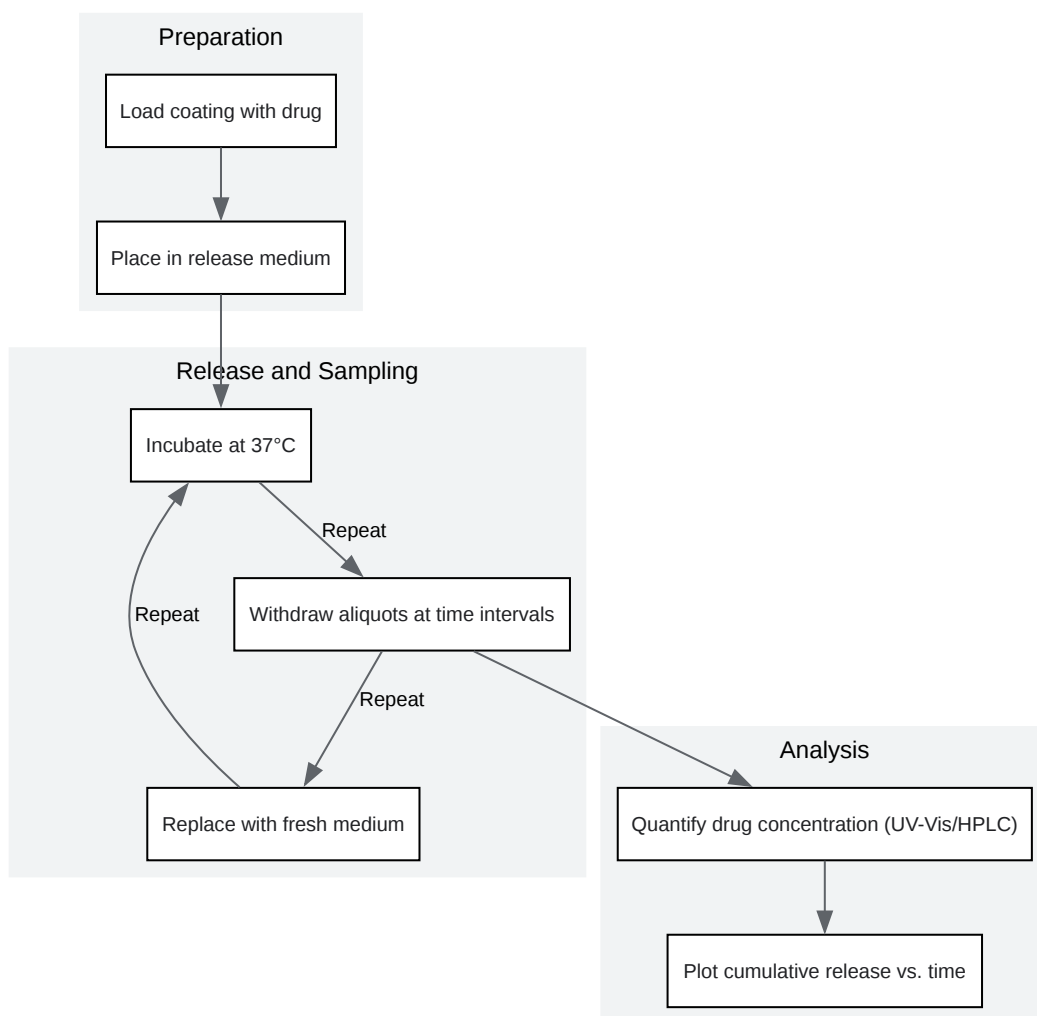 Preparation
Load coating with drug
Place in release medium
Release and Sampling
Incubate at 37°C
Repeat
Withdraw aliquots at time intervals
Repeat
Repeat
Replace with fresh medium
Analysis
Quantify drug concentration (UV-Vis/HPLC)
Plot cumulative release vs. time